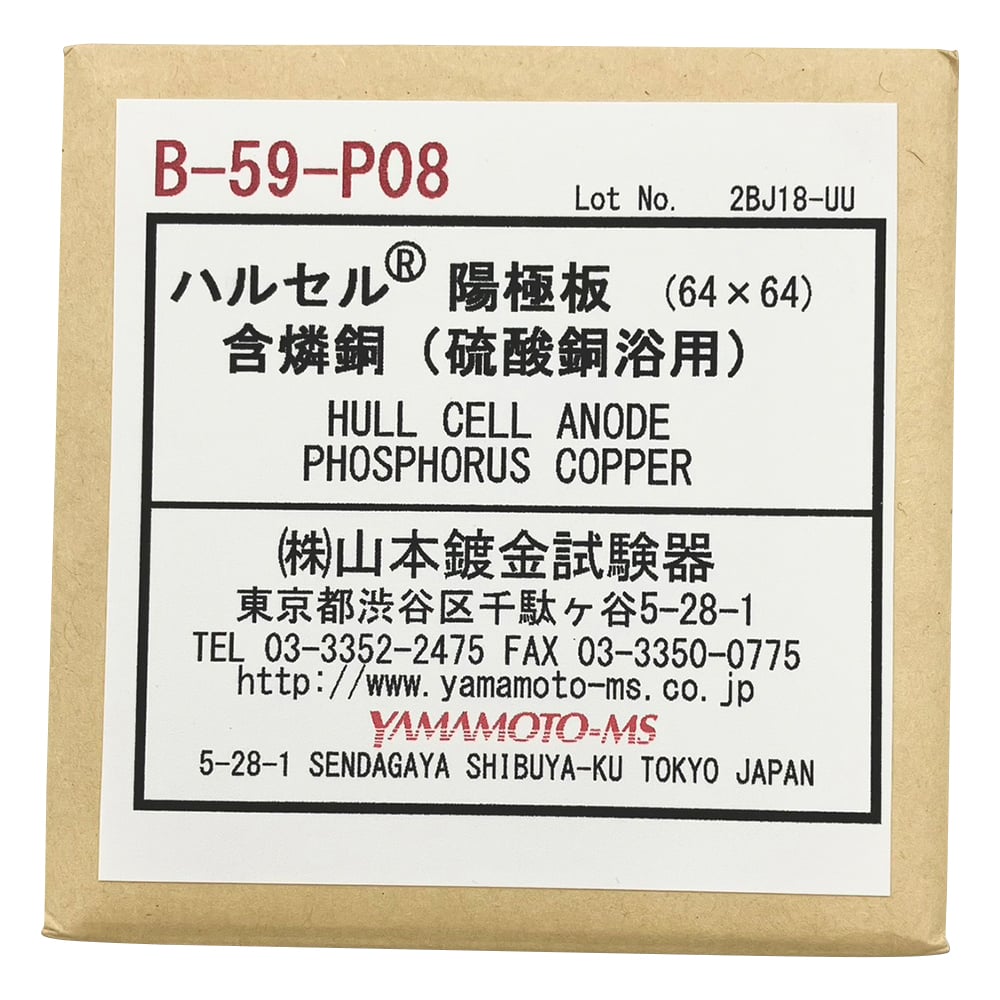 B-59-P08
Lot No. 2BJ18-UU
ハルセル® 陽極板 (64×64)
含燐銅（硫酸銅浴用）
HULL CELL ANODE
PHOSPHORUS COPPER
㈱山本鍍金試験器
東京都渋谷区千駄ヶ谷5-28-1
TEL 03-3352-2475 FAX 03-3350-0775
http://www.yamamoto-ms.co.jp
YAMAMOTO-MS
5-28-1 SENDAGAYA SHIBUYA-KU TOKYO JAPAN